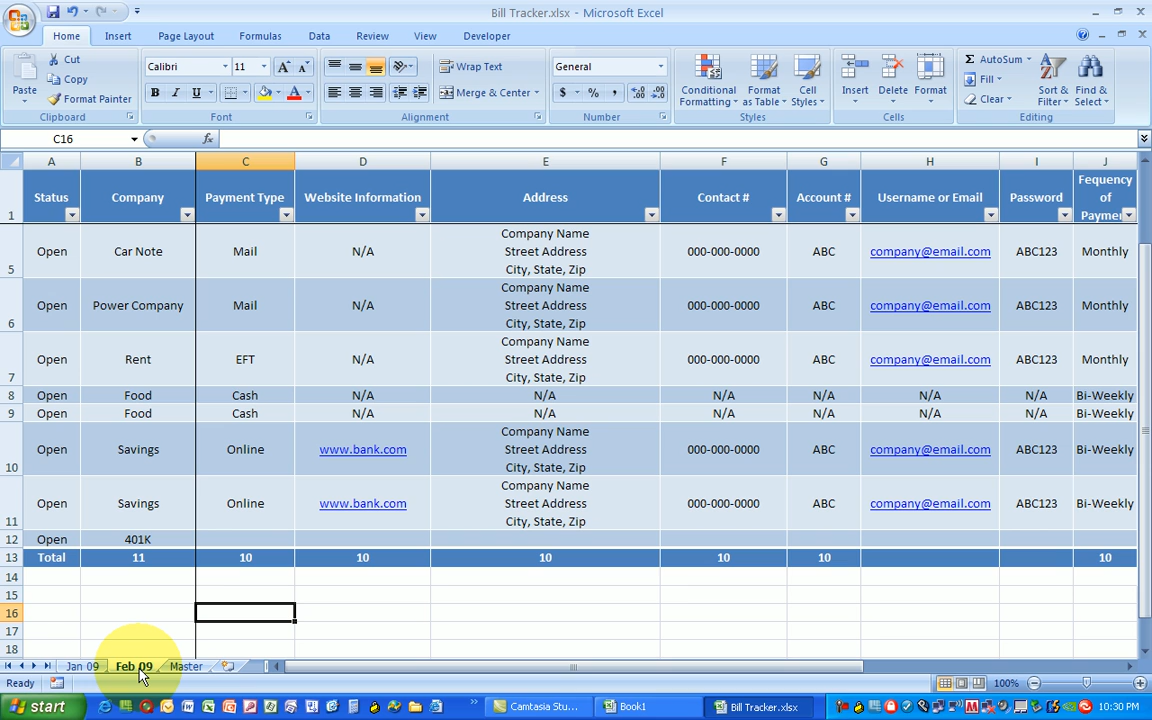 Bill Tracker.xlsx - Microsoft Excel
Home Insert Page Layout Formulas Data Review View Developer
Paste
Cut
Copy
Format Painter
Clipboard
Calibri 11
B I U
Font
Wrap Text
Merge & Center
Alignment
General
$ % ,
Number
Conditional Formatting
Format as Table
Cell Styles
Styles
Insert Delete Format
Cells
Σ AutoSum
Fill
Clear
Sort & Filter
Find & Select
Editing
C16 fx
A B C D E F G H I J
1 Status Company Payment Type Website Information Address Contact # Account # Username or Email Password Fequency of Paymen
5 Open Car Note Mail N/A Company Name Street Address City, State, Zip 000-000-0000 ABC company@email.com ABC123 Monthly
6 Open Power Company Mail N/A Company Name Street Address City, State, Zip 000-000-0000 ABC company@email.com ABC123 Monthly
7 Open Rent EFT N/A Company Name Street Address City, State, Zip 000-000-0000 ABC company@email.com ABC123 Monthly
8 Open Food Cash N/A N/A N/A N/A N/A N/A Bi-Weekly
9 Open Food Cash N/A N/A N/A N/A N/A N/A Bi-Weekly
10 Open Savings Online www.bank.com Company Name Street Address City, State, Zip 000-000-0000 ABC company@email.com ABC123 Bi-Weekly
11 Open Savings Online www.bank.com Company Name Street Address City, State, Zip 000-000-0000 ABC company@email.com ABC123 Bi-Weekly
12 Open 401K
13 Total 11 10 10 10 10 10 10
14
15
16
17
18
Jan 09 Feb 09 Master
Ready 100%
start Camtasia Stu... Book1 Bill Tracker.xlsx 10:30 PM